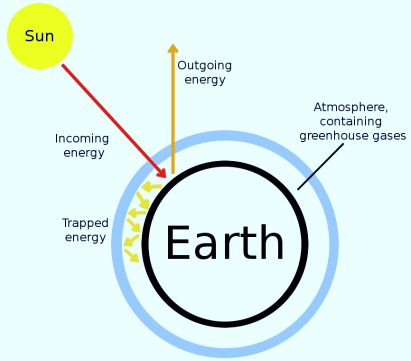 Sun
Outgoing
energy
Atmosphere,
containing
greenhouse gases
Incoming
energy
Trapped
energy
Earth